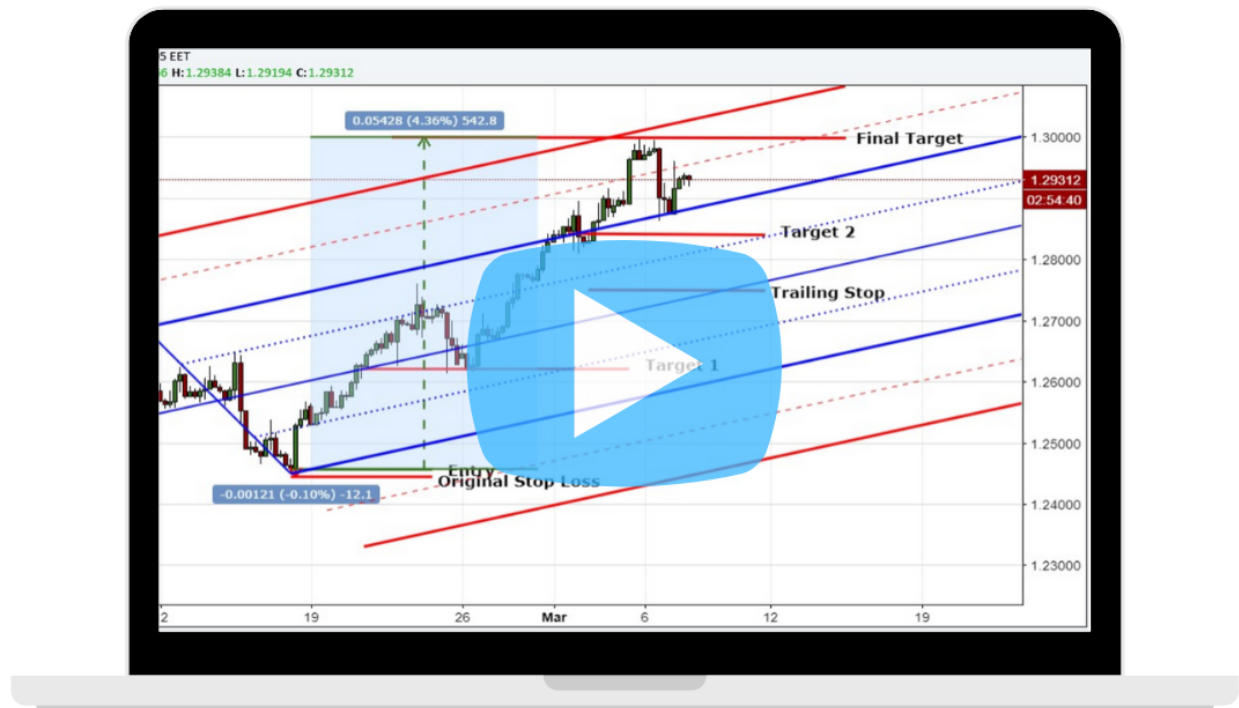 5 EET
66 H:1.29384 L:1.29194 C:1.29312
0.05428 (4.36%) 542.8
Final Target
1.30000
1.29312
02:54:40
Target 2
1.28000
Trailing Stop
1.27000
Target 1
1.26000
1.25000
Entry
Original Stop Loss
-0.00121 (-0.10%) -12.1
1.24000
1.23000
2 19 26 Mar 6 12 19